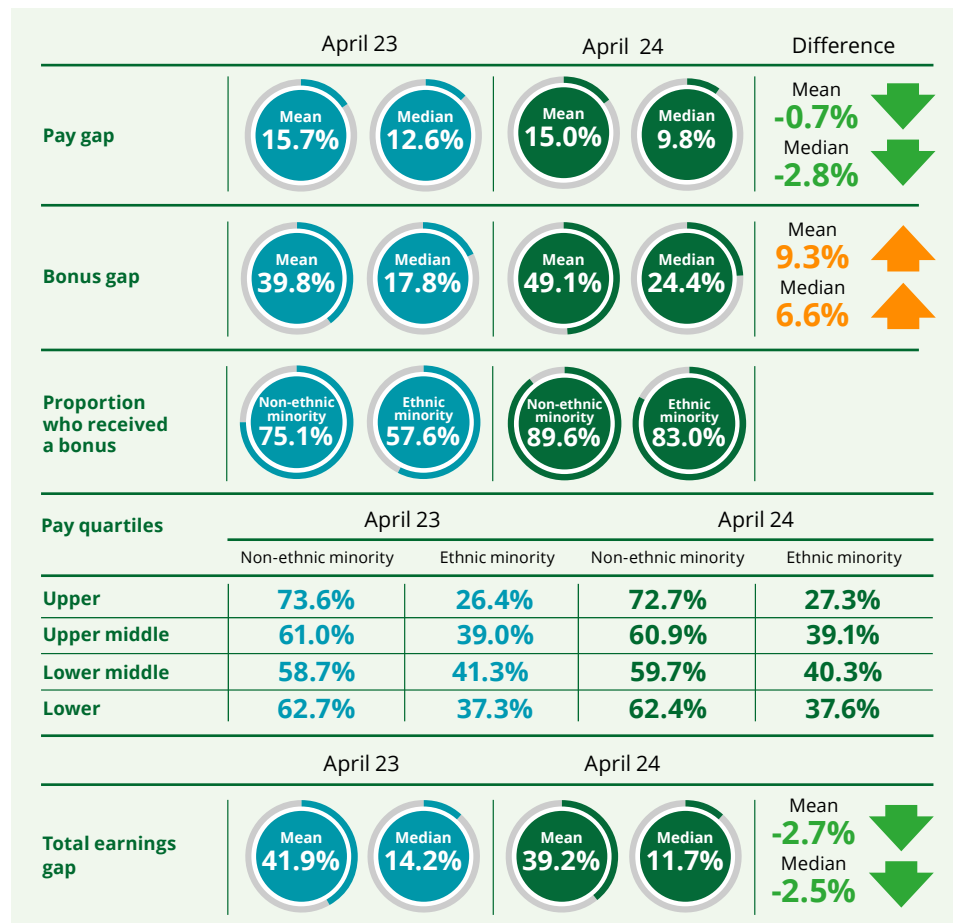 April 23 April 24 Difference
Pay gap
Mean 15.7%
Median 12.6%
Mean 15.0%
Median 9.8%
Mean
-0.7%
Median
-2.8%
Bonus gap
Mean 39.8%
Median 17.8%
Mean 49.1%
Median 24.4%
Mean
9.3%
Median
6.6%
Proportion
who received
a bonus
Non-ethnic
minority
75.1%
Ethnic
minority
57.6%
Non-ethnic
minority
89.6%
Ethnic
minority
83.0%
Pay quartiles April 23 April 24
Non-ethnic minority Ethnic minority Non-ethnic minority Ethnic minority
Upper 73.6% 26.4% 72.7% 27.3%
Upper middle 61.0% 39.0% 60.9% 39.1%
Lower middle 58.7% 41.3% 59.7% 40.3%
Lower 62.7% 37.3% 62.4% 37.6%
April 23 April 24
Total earnings
gap
Mean
41.9%
Median
14.2%
Mean
39.2%
Median
11.7%
Mean
-2.7%
Median
-2.5%